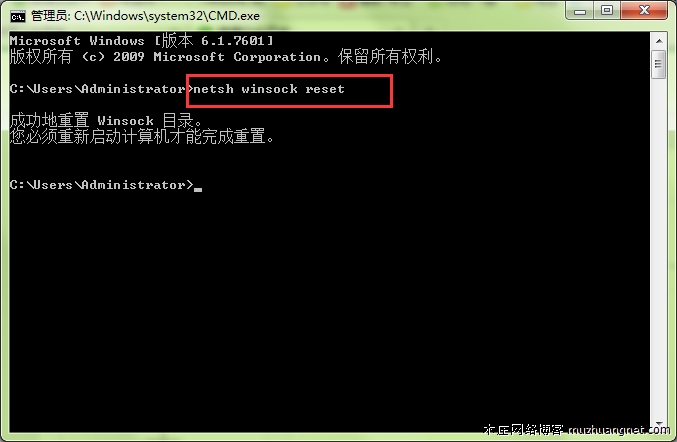 管理员: C:\Windows\system32\CMD.exe
Microsoft Windows [版本 6.1.7601]
版权所有 (c) 2009 Microsoft Corporation。保留所有权利。
C:\Users\Administrator>netsh winsock reset
成功地重置 Winsock 目录。
您必须重新启动计算机才能完成重置。
C:\Users\Administrator>_
木庄网络博客 muzhuangnet.com